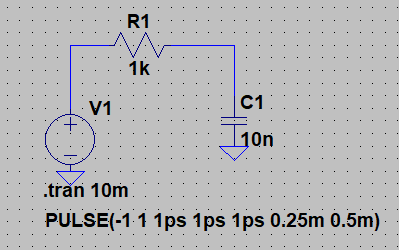 R1
1k
V1
C1
10n
.tran 10m
PULSE(-1 1 1ps 1ps 1ps 0.25m 0.5m)